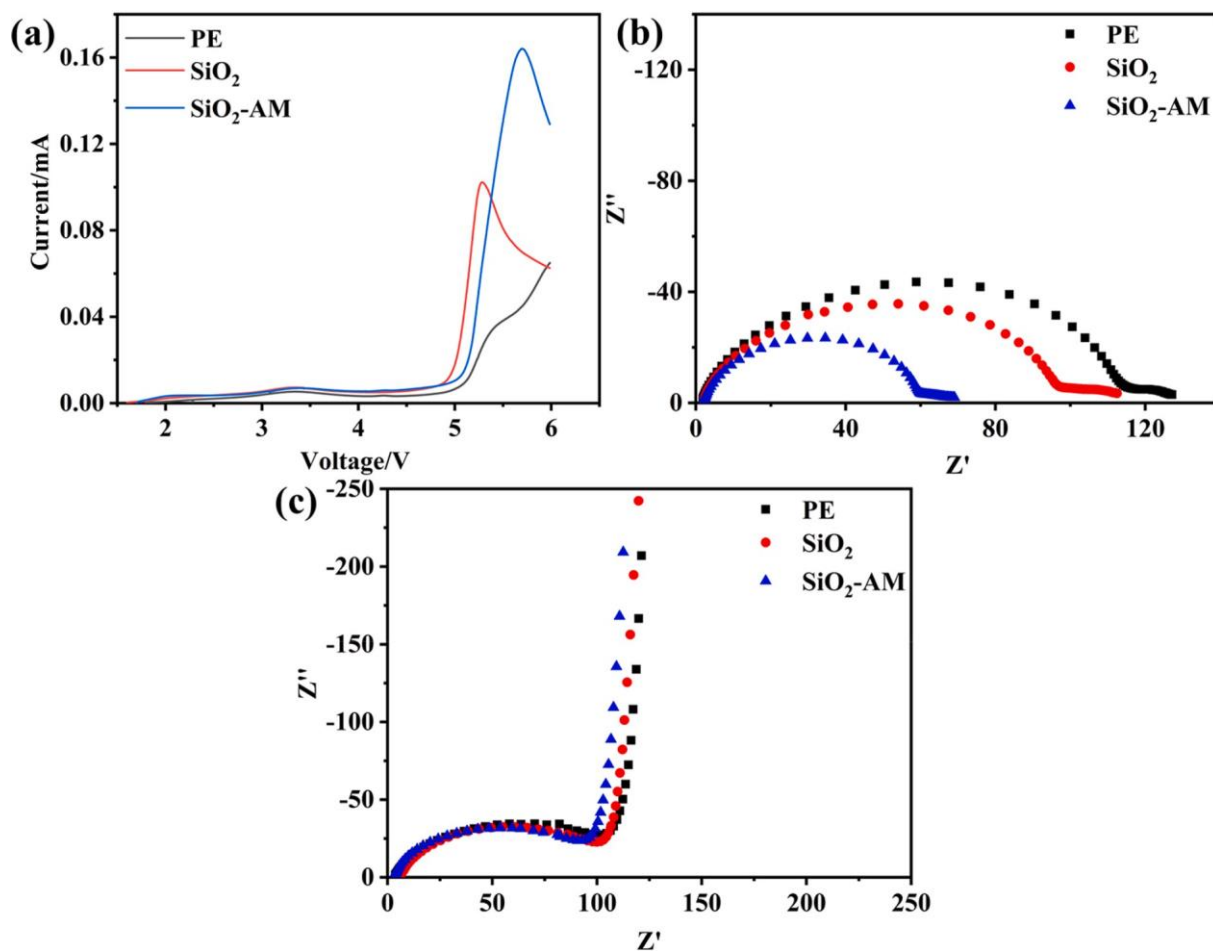 (a)
PE
SiO₂
SiO₂-AM
0.16
0.12
0.08
0.04
0.00
Current/mA
2 3 4 5 6
Voltage/V
(b)
PE
SiO₂
SiO₂-AM
-120
-80
-40
0
Z''
0 40 80 120
Z'
(c)
PE
SiO₂
SiO₂-AM
-250
-200
-150
-100
-50
0
Z''
0 50 100 150 200 250
Z'